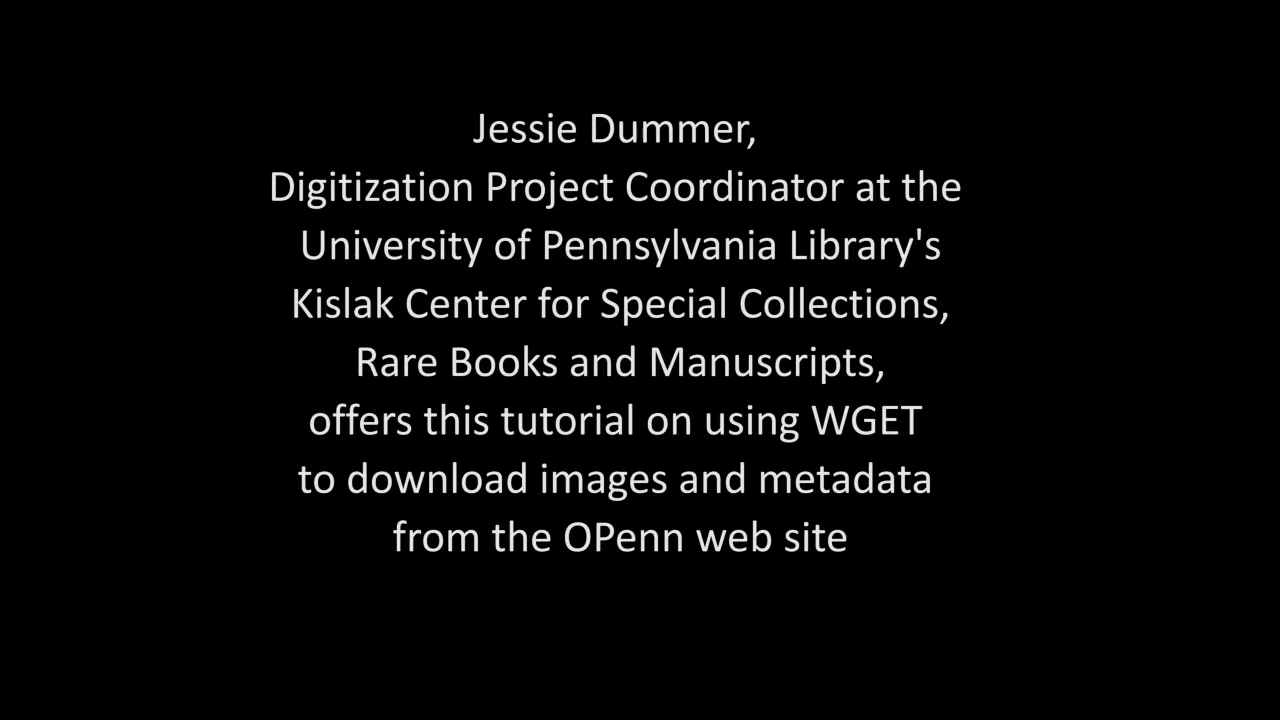 Jessie Dummer,
Digitization Project Coordinator at the
University of Pennsylvania Library's
Kislak Center for Special Collections,
Rare Books and Manuscripts,
offers this tutorial on using WGET
to download images and metadata
from the OPenn web site